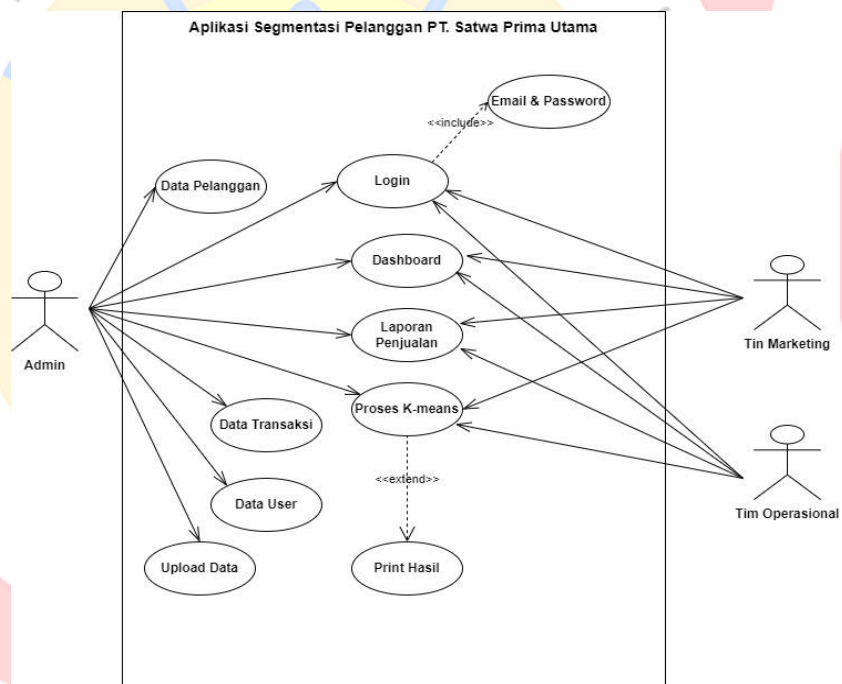 Aplikasi Segmentasi Pelanggan PT. Satwa Prima Utama
Email & Password
<<include>>
Data Pelanggan
Login
Dashboard
Laporan
Penjualan
Admin
Tin Marketing
Proses K-means
Data Transaksi
<<extend>>
Data User
Tim Operasional
Upload Data
Print Hasil